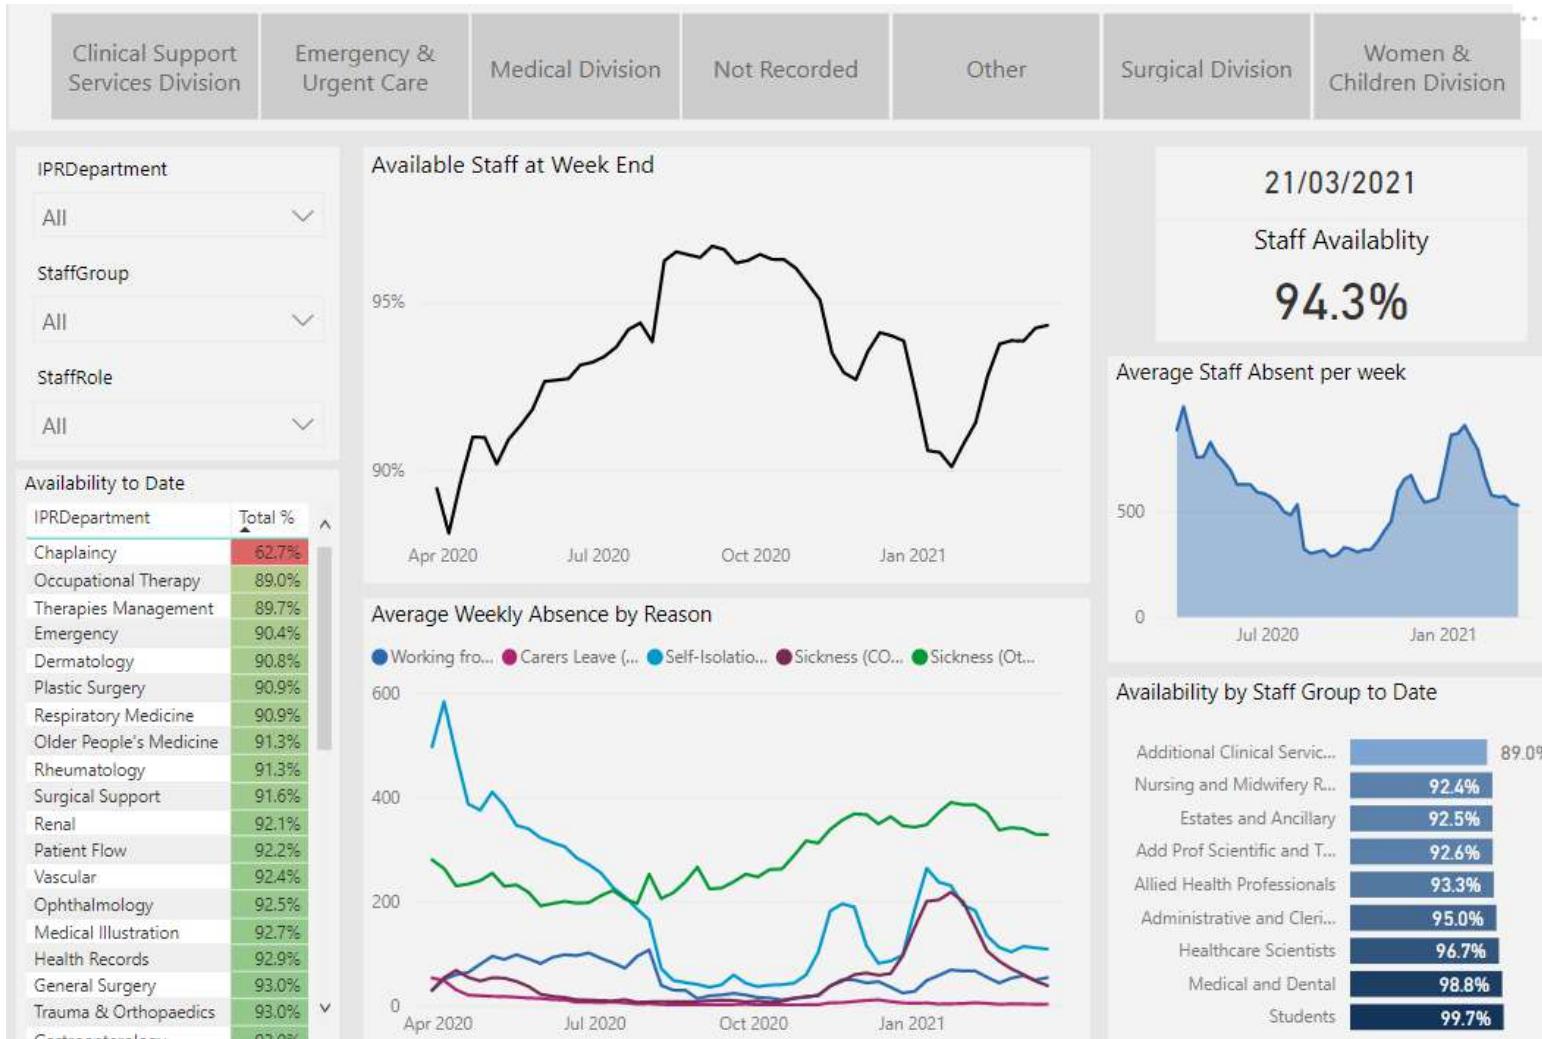 Clinical Support
Services Division
Emergency &
Urgent Care
Medical Division
Not Recorded
Other
Surgical Division
Women &
Children Division
IPRDepartment
All
StaffGroup
All
StaffRole
All
Availability to Date
IPRDepartment Total %
Chaplaincy 62.7%
Occupational Therapy 89.0%
Therapies Management 89.7%
Emergency 90.4%
Dermatology 90.8%
Plastic Surgery 90.9%
Respiratory Medicine 90.9%
Older People's Medicine 91.3%
Rheumatology 91.3%
Surgical Support 91.6%
Renal 92.1%
Patient Flow 92.2%
Vascular 92.4%
Ophthalmology 92.5%
Medical Illustration 92.7%
Health Records 92.9%
General Surgery 93.0%
Trauma & Orthopaedics 93.0%
Available Staff at Week End
95%
90%
Apr 2020 Jul 2020 Oct 2020 Jan 2021
Average Weekly Absence by Reason
Working fro... Carers Leave (... Self-Isolatio... Sickness (CO... Sickness (Ot...
600
400
200
0
Apr 2020 Jul 2020 Oct 2020 Jan 2021
21/03/2021
Staff Availablity
94.3%
Average Staff Absent per week
500
0
Jul 2020 Jan 2021
Availability by Staff Group to Date
Additional Clinical Servic... 89.0%
Nursing and Midwifery R... 92.4%
Estates and Ancillary 92.5%
Add Prof Scientific and T... 92.6%
Allied Health Professionals 93.3%
Administrative and Cleri... 95.0%
Healthcare Scientists 96.7%
Medical and Dental 98.8%
Students 99.7%